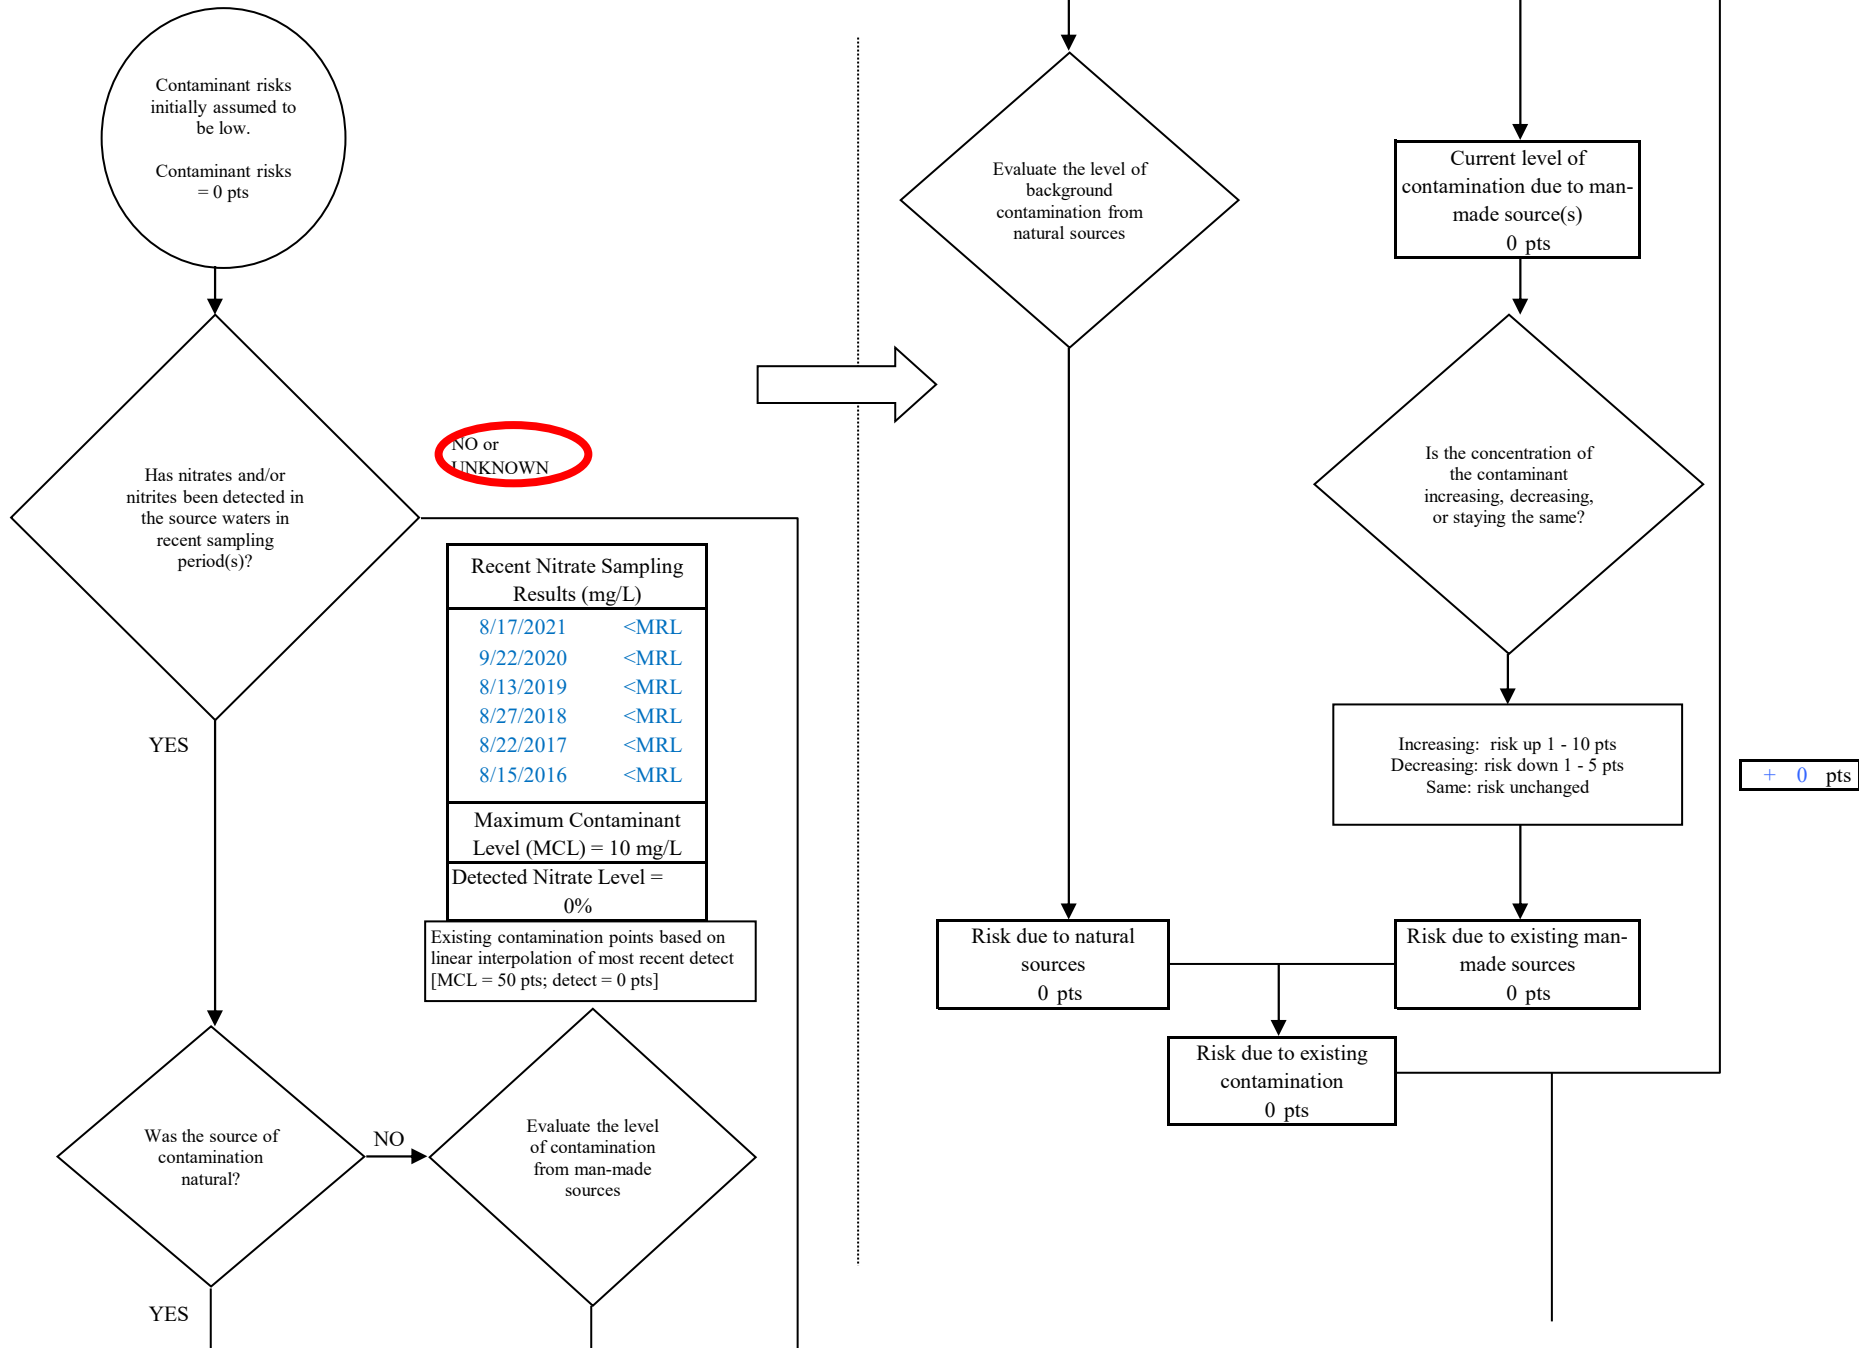 Contaminant risks
initially assumed to
be low.
Contaminant risks
= 0 pts
Has nitrates and/or
nitrites been detected in
the source waters in
recent sampling
period(s)?
NO or
UNKNOWN
YES
Recent Nitrate Sampling
Results (mg/L)
8/17/2021 <MRL
9/22/2020 <MRL
8/13/2019 <MRL
8/27/2018 <MRL
8/22/2017 <MRL
8/15/2016 <MRL
Maximum Contaminant
Level (MCL) = 10 mg/L
Detected Nitrate Level =
0%
Existing contamination points based on
linear interpolation of most recent detect
[MCL = 50 pts; detect = 0 pts]
Was the source of
contamination
natural?
NO
YES
Evaluate the level
of contamination
from man-made
sources
Evaluate the level of
background
contamination from
natural sources
Current level of
contamination due to man-
made source(s)
0 pts
Is the concentration of
the contaminant
increasing, decreasing,
or staying the same?
Increasing: risk up 1 - 10 pts
Decreasing: risk down 1 - 5 pts
Same: risk unchanged
+ 0 pts
Risk due to natural
sources
0 pts
Risk due to existing man-
made sources
0 pts
Risk due to existing
contamination
0 pts